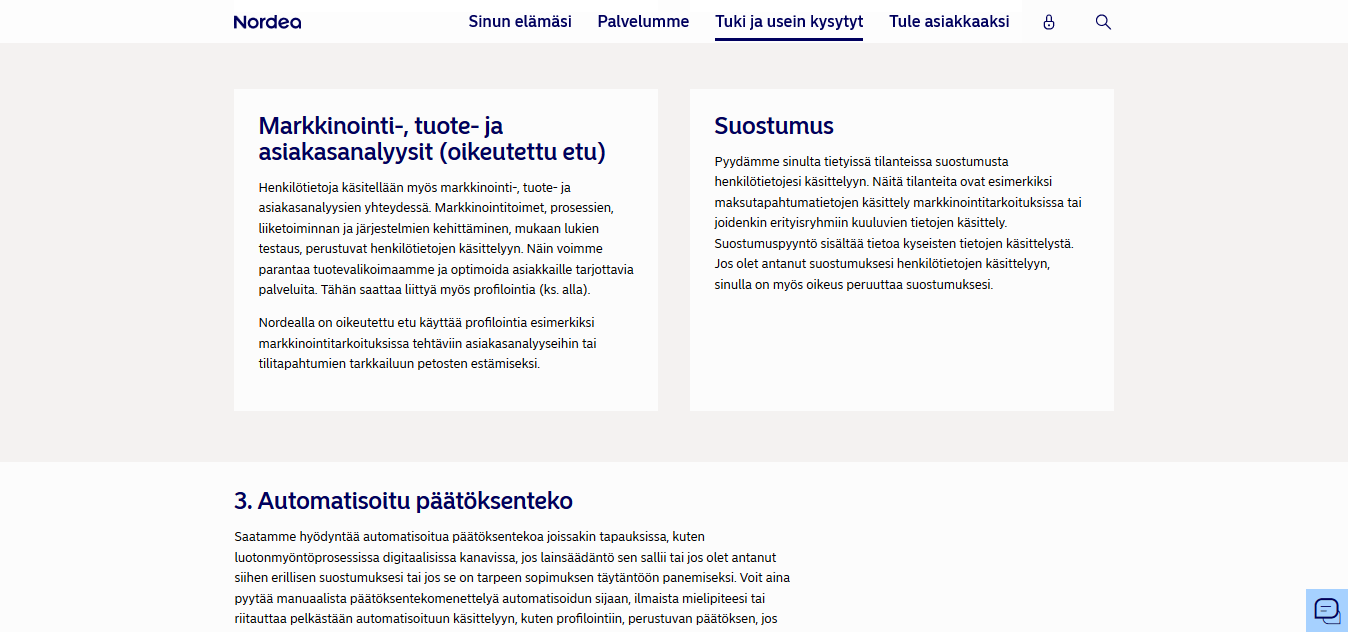 Nordea
Sinun elämäsi
Palvelumme
Tuki ja usein kysytyt
Tule asiakkaaksi
Markkinointi-, tuote- ja
asiakasanalyysit (oikeutettu etu)
Henkilötietoja käsitellään myös markkinointi-, tuote- ja
asiakasanalyysien yhteydessä. Markkinointitoimet, prosessien,
liiketoiminnan ja järjestelmien kehittäminen, mukaan lukien
testaus, perustuvat henkilötietojen käsittelyyn. Näin voimme
parantaa tuotevalikoimaamme ja optimoida asiakkaille tarjottavia
palveluita. Tähän saattaa liittyä myös profilointia (ks. alla).
Nordealla on oikeutettu etu käyttää profilointia esimerkiksi
markkinointitarkoituksissa tehtäviin asiakasanalyyseihin tai
tilitapahtumien tarkkailuun petosten estämiseksi.
Suostumus
Pyydämme sinulta tietyissä tilanteissa suostumusta
henkilötietojesi käsittelyyn. Näitä tilanteita ovat esimerkiksi
maksutapahtumatietojen käsittely markkinointitarkoituksissa tai
joidenkin erityisryhmiin kuuluvien tietojen käsittely.
Suostumuspyyntö sisältää tietoa kyseisten tietojen käsittelystä.
Jos olet antanut suostumuksesi henkilötietojen käsittelyyn,
sinulla on myös oikeus peruuttaa suostumuksesi.
3. Automatisoitu päätöksenteko
Saatamme hyödyntää automatisoitua päätöksentekoa joissakin tapauksissa, kuten
luotonmyöntöprosessissa digitaalisissa kanavissa, jos lainsäädäntö sen sallii tai jos olet antanut
siihen erillisen suostumuksesi tai jos se on tarpeen sopimuksen täytäntöön panemiseksi. Voit aina
pyytää manuaalista päätöksentekomenettelyä automatisoidun sijaan, ilmaista mielipiteesi tai
riitauttaa pelkästään automatisoituun käsittelyyn, kuten profilointiin, perustuvan päätöksen, jos